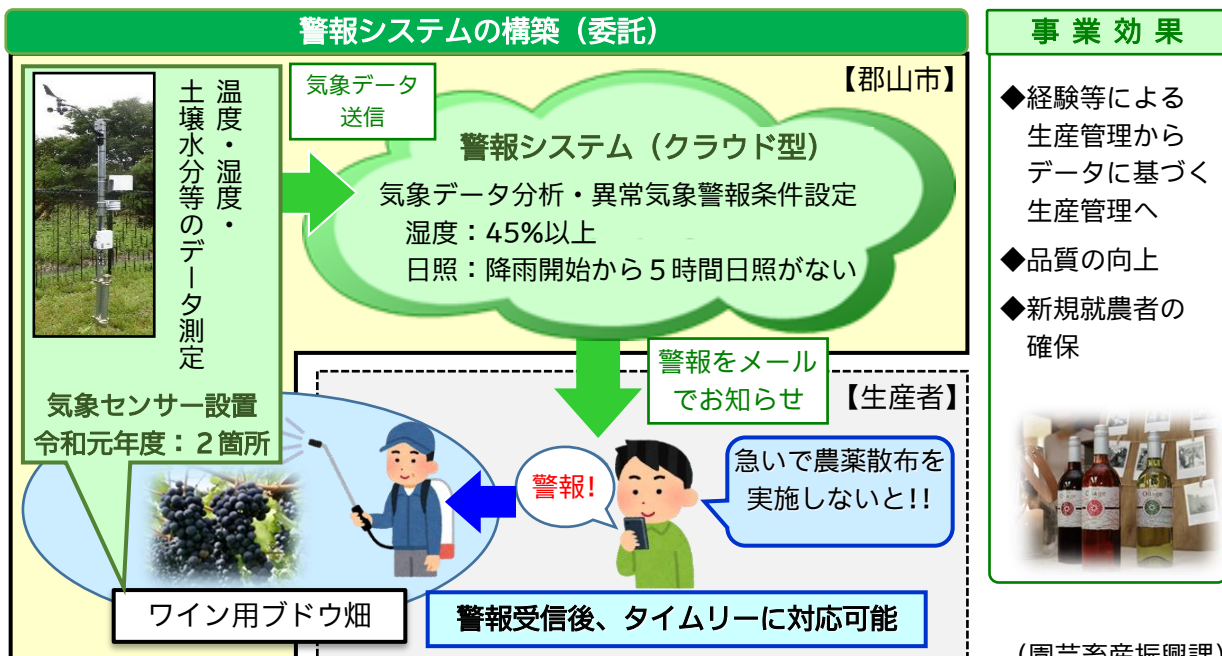 警報システムの構築（委託）
【郡山市】
温度・湿度・
土壌水分等のデータ測定
気象センサー設置
令和元年度：２箇所
気象データ
送信
警報システム（クラウド型）
気象データ分析・異常気象警報条件設定
湿度：45%以上
日照：降雨開始から５時間日照がない
警報をメール
でお知らせ
【生産者】
急いで農薬散布を
実施しないと!!
警報!
ワイン用ブドウ畑
警報受信後、タイムリーに対応可能
事業効果
◆経験等による
生産管理から
データに基づく
生産管理へ
◆品質の向上
◆新規就農者の
確保
（園芸畜産振興課）